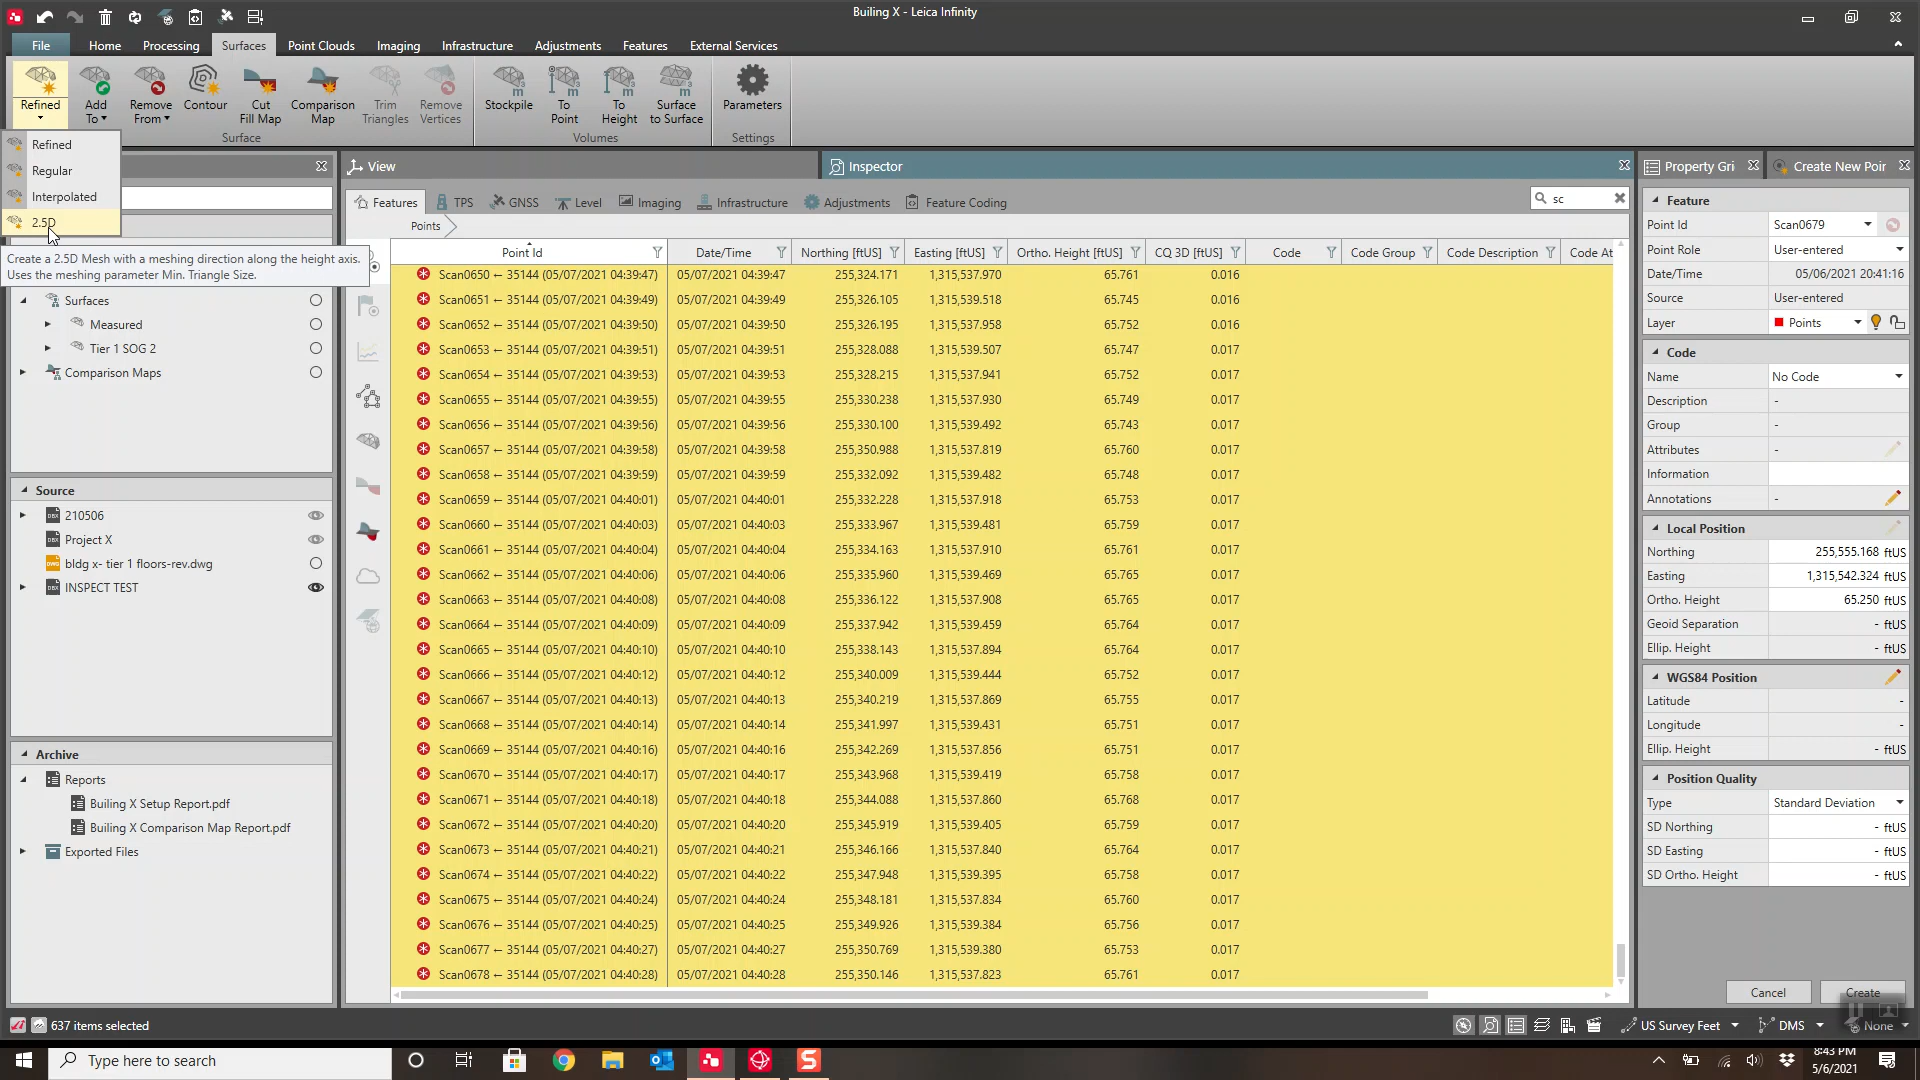 Builing X - Leica Infinity
File Home Processing Surfaces Point Clouds Imaging Infrastructure Adjustments Features External Services
Refined Add To Remove From Contour Cut Fill Map Comparison Map Trim Triangles Remove Vertices Stockpile To Point To Height Surface to Surface Parameters
Surface Volumes Settings
Refined
Regular
Interpolated
2.5D
Create a 2.5D Mesh with a meshing direction along the height axis.
Uses the meshing parameter Min. Triangle Size.
Surfaces
Measured
Tier 1 SOG 2
Comparison Maps
Source
210506
Project X
bldg x- tier 1 floors-rev.dwg
INSPECT TEST
Archive
Reports
Builing X Setup Report.pdf
Builing X Comparison Map Report.pdf
Exported Files
View
Inspector
Features TPS GNSS Level Imaging Infrastructure Adjustments Feature Coding sc
Points
Point Id Date/Time Northing [ftUS] Easting [ftUS] Ortho. Height [ftUS] CQ 3D [ftUS] Code Code Group Code Description Code At
Scan0650 ← 35144 (05/07/2021 04:39:47) 05/07/2021 04:39:47 255,324.171 1,315,537.970 65.761 0.016
Scan0651 ← 35144 (05/07/2021 04:39:49) 05/07/2021 04:39:49 255,326.105 1,315,539.518 65.745 0.016
Scan0652 ← 35144 (05/07/2021 04:39:50) 05/07/2021 04:39:50 255,326.195 1,315,537.958 65.752 0.016
Scan0653 ← 35144 (05/07/2021 04:39:51) 05/07/2021 04:39:51 255,328.088 1,315,539.507 65.747 0.017
Scan0654 ← 35144 (05/07/2021 04:39:53) 05/07/2021 04:39:53 255,328.215 1,315,537.941 65.752 0.017
Scan0655 ← 35144 (05/07/2021 04:39:55) 05/07/2021 04:39:55 255,330.238 1,315,537.930 65.749 0.017
Scan0656 ← 35144 (05/07/2021 04:39:56) 05/07/2021 04:39:56 255,330.100 1,315,539.492 65.743 0.017
Scan0657 ← 35144 (05/07/2021 04:39:58) 05/07/2021 04:39:58 255,350.988 1,315,537.819 65.760 0.017
Scan0658 ← 35144 (05/07/2021 04:39:59) 05/07/2021 04:39:59 255,332.092 1,315,539.482 65.748 0.017
Scan0659 ← 35144 (05/07/2021 04:40:01) 05/07/2021 04:40:01 255,332.228 1,315,537.918 65.753 0.017
Scan0660 ← 35144 (05/07/2021 04:40:03) 05/07/2021 04:40:03 255,333.967 1,315,539.481 65.759 0.017
Scan0661 ← 35144 (05/07/2021 04:40:04) 05/07/2021 04:40:04 255,334.163 1,315,537.910 65.761 0.017
Scan0662 ← 35144 (05/07/2021 04:40:06) 05/07/2021 04:40:06 255,335.960 1,315,539.469 65.765 0.017
Scan0663 ← 35144 (05/07/2021 04:40:08) 05/07/2021 04:40:08 255,336.122 1,315,537.908 65.765 0.017
Scan0664 ← 35144 (05/07/2021 04:40:09) 05/07/2021 04:40:09 255,337.942 1,315,539.459 65.764 0.017
Scan0665 ← 35144 (05/07/2021 04:40:10) 05/07/2021 04:40:10 255,338.143 1,315,537.894 65.764 0.017
Scan0666 ← 35144 (05/07/2021 04:40:12) 05/07/2021 04:40:12 255,340.009 1,315,539.444 65.752 0.017
Scan0667 ← 35144 (05/07/2021 04:40:13) 05/07/2021 04:40:13 255,340.219 1,315,537.869 65.755 0.017
Scan0668 ← 35144 (05/07/2021 04:40:14) 05/07/2021 04:40:14 255,341.997 1,315,539.431 65.751 0.017
Scan0669 ← 35144 (05/07/2021 04:40:16) 05/07/2021 04:40:16 255,342.269 1,315,537.856 65.751 0.017
Scan0670 ← 35144 (05/07/2021 04:40:17) 05/07/2021 04:40:17 255,343.968 1,315,539.419 65.758 0.017
Scan0671 ← 35144 (05/07/2021 04:40:18) 05/07/2021 04:40:18 255,344.088 1,315,537.860 65.768 0.017
Scan0672 ← 35144 (05/07/2021 04:40:20) 05/07/2021 04:40:20 255,345.919 1,315,539.405 65.759 0.017
Scan0673 ← 35144 (05/07/2021 04:40:21) 05/07/2021 04:40:21 255,346.166 1,315,537.840 65.764 0.017
Scan0674 ← 35144 (05/07/2021 04:40:22) 05/07/2021 04:40:22 255,347.948 1,315,539.395 65.758 0.017
Scan0675 ← 35144 (05/07/2021 04:40:24) 05/07/2021 04:40:24 255,348.181 1,315,537.834 65.760 0.017
Scan0676 ← 35144 (05/07/2021 04:40:25) 05/07/2021 04:40:25 255,349.926 1,315,539.384 65.756 0.017
Scan0677 ← 35144 (05/07/2021 04:40:27) 05/07/2021 04:40:27 255,350.769 1,315,539.380 65.753 0.017
Scan0678 ← 35144 (05/07/2021 04:40:28) 05/07/2021 04:40:28 255,350.146 1,315,537.823 65.761 0.017
Property Gri Create New Poir
Feature
Point Id Scan0679
Point Role User-entered
Date/Time 05/06/2021 20:41:16
Source User-entered
Layer Points
Code
Name No Code
Description -
Group -
Attributes -
Information
Annotations -
Local Position
Northing 255,555.168 ftUS
Easting 1,315,542.324 ftUS
Ortho. Height 65.250 ftUS
Geoid Separation - ftUS
Ellip. Height - ftUS
WGS84 Position
Latitude -
Longitude -
Ellip. Height - ftUS
Position Quality
Type Standard Deviation
SD Northing - ftUS
SD Easting - ftUS
SD Ortho. Height - ftUS
Cancel Create
637 items selected
US Survey Feet DMS None
Type here to search
8:43 PM
5/6/2021